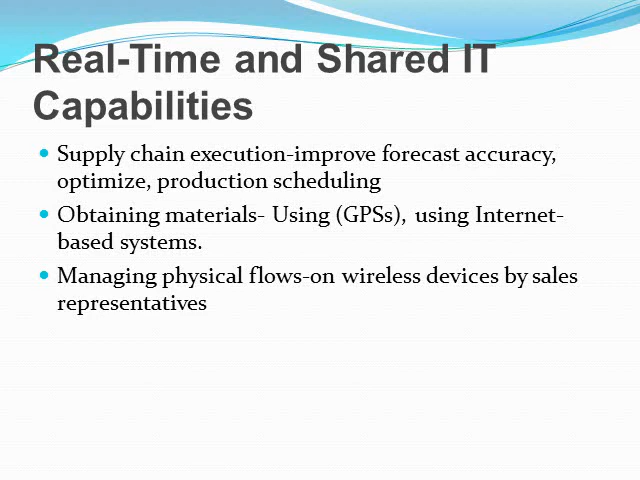 Real-Time and Shared IT
Capabilities
• Supply chain execution-improve forecast accuracy,
optimize, production scheduling
• Obtaining materials- Using (GPSs), using Internet-
based systems.
• Managing physical flows-on wireless devices by sales
representatives